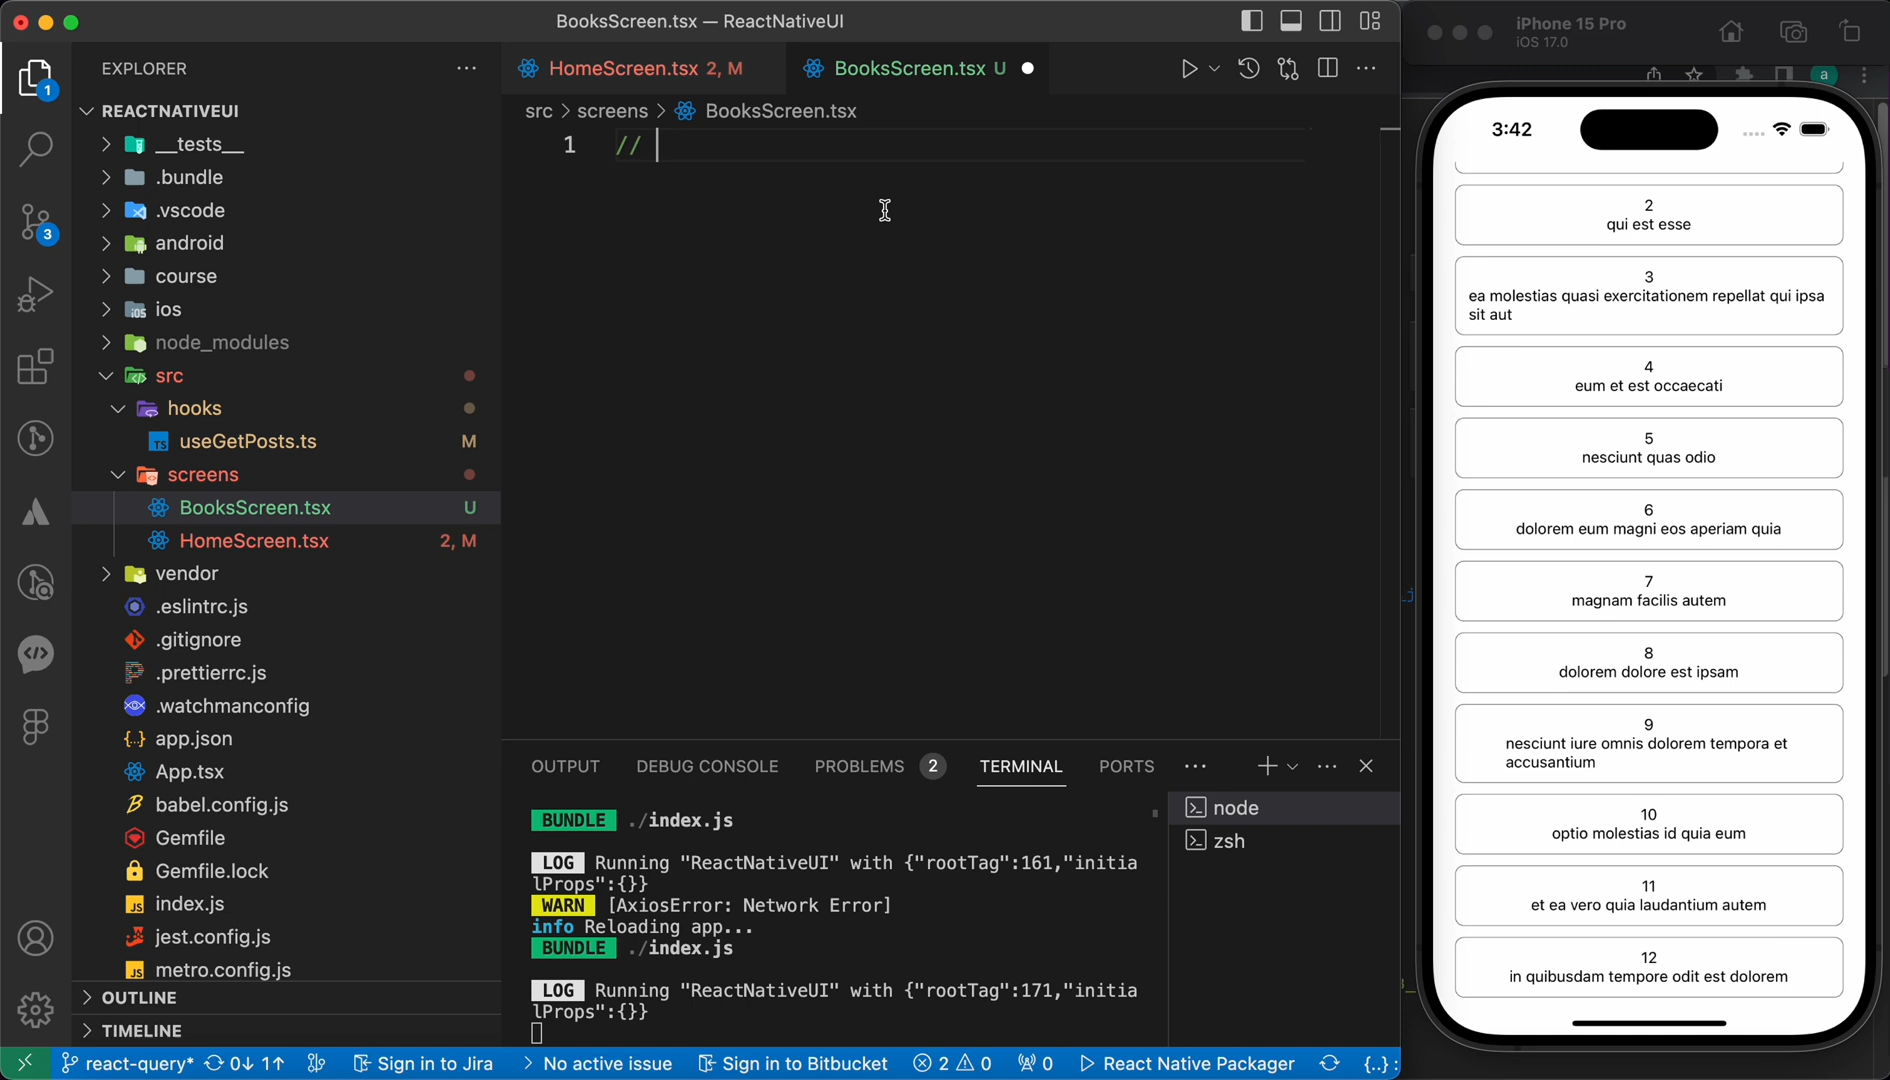 BooksScreen.tsx — ReactNativeUI
EXPLORER
REACTNATIVEUI
__tests__
.bundle
.vscode
android
course
ios
node_modules
src
hooks
useGetPosts.ts M
screens
BooksScreen.tsx U
HomeScreen.tsx 2, M
vendor
.eslintrc.js
.gitignore
.prettierrc.js
.watchmanconfig
app.json
App.tsx
babel.config.js
Gemfile
Gemfile.lock
index.js
jest.config.js
metro.config.js
OUTLINE
TIMELINE
1
3
HomeScreen.tsx 2, M
BooksScreen.tsx U
src > screens > BooksScreen.tsx
1 //
OUTPUT DEBUG CONSOLE PROBLEMS 2 TERMINAL PORTS
BUNDLE ./index.js
LOG Running "ReactNativeUI" with {"rootTag":161,"initia
lProps":{}}
WARN [AxiosError: Network Error]
info Reloading app...
BUNDLE ./index.js
LOG Running "ReactNativeUI" with {"rootTag":171,"initia
lProps":{}}
node
zsh
react-query* 0↓ 1↑ Sign in to Jira > No active issue Sign in to Bitbucket 2 0 0 React Native Packager {..} :
iPhone 15 Pro
iOS 17.0
a
3:42
2
qui est esse
3
ea molestias quasi exercitationem repellat qui ipsa
sit aut
4
eum et est occaecati
5
nesciunt quas odio
6
dolorem eum magni eos aperiam quia
7
magnam facilis autem
8
dolorem dolore est ipsam
9
nesciunt iure omnis dolorem tempora et
accusantium
10
optio molestias id quia eum
11
et ea vero quia laudantium autem
12
in quibusdam tempore odit est dolorem